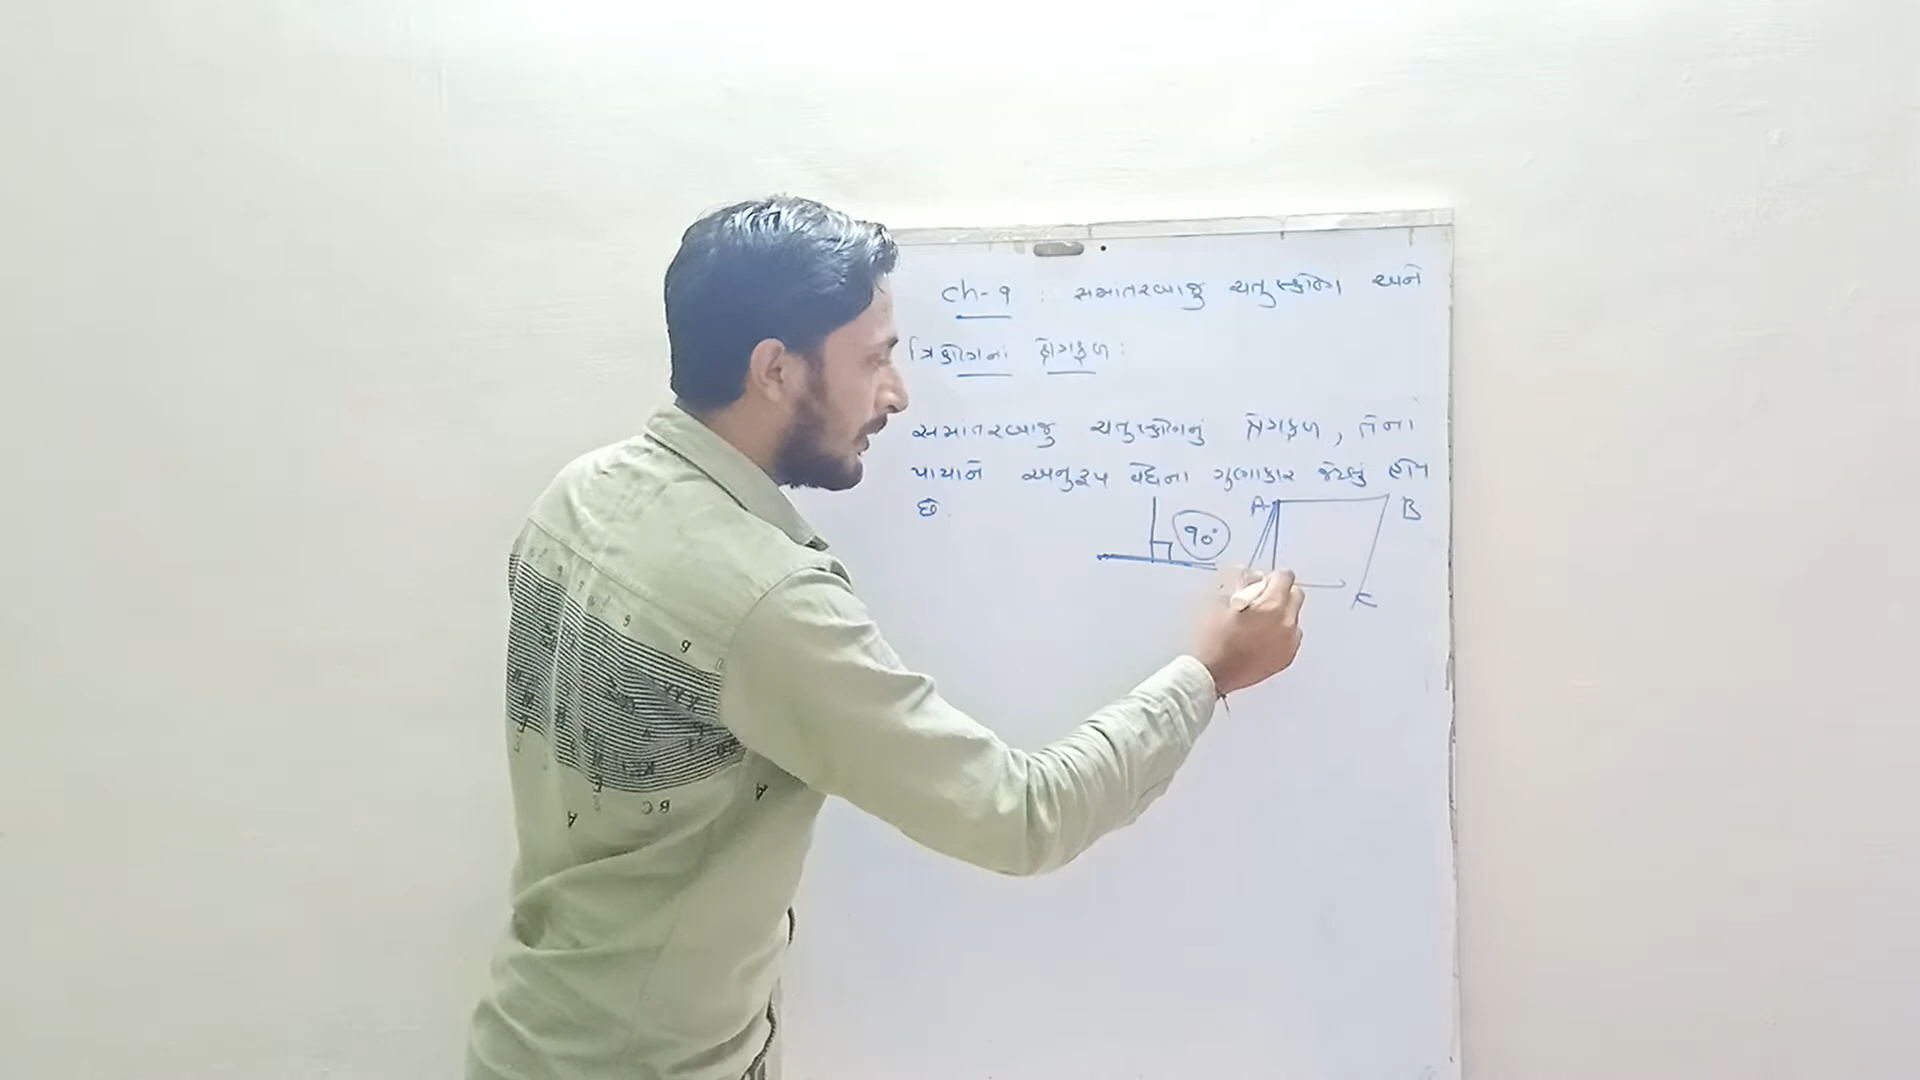 Ch-9 : સમાંતરબાજુ ચતુષ્કોણ અને
ત્રિકોણનાં ક્ષેત્રફળ :
સમાંતરબાજુ ચતુષ્કોણનું ક્ષેત્રફળ, તેના
પાયાને અનુરૂપ વેધના ગુણાકાર જેટલું હોય
છે.
90°
A B
C